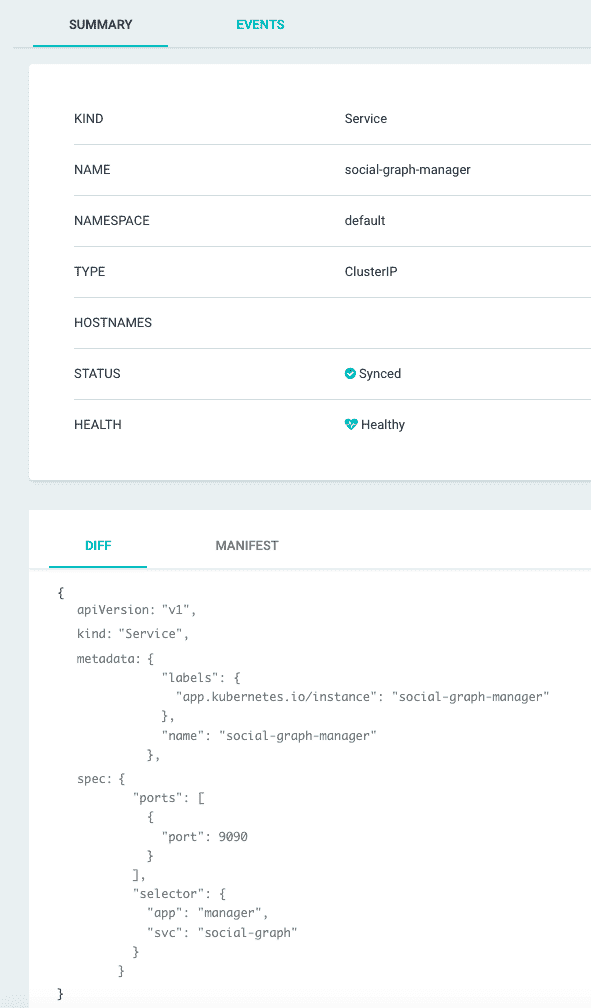 SUMMARY EVENTS
KIND Service
NAME social-graph-manager
NAMESPACE default
TYPE ClusterIP
HOSTNAMES
STATUS Synced
HEALTH Healthy
DIFF MANIFEST
{
apiVersion: "v1",
kind: "Service",
metadata: {
"labels": {
"app.kubernetes.io/instance": "social-graph-manager"
},
"name": "social-graph-manager"
},
spec: {
"ports": [
{
"port": 9090
}
],
"selector": {
"app": "manager",
"svc": "social-graph"
}
}
}